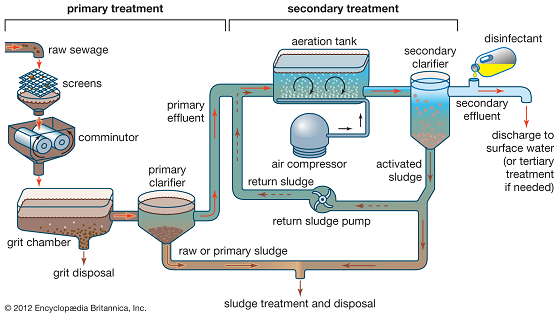 primary treatment
secondary treatment
raw sewage
screens
comminutor
grit chamber
grit disposal
primary
clarifier
primary
effluent
raw or primary sludge
aeration tank
air compressor
return sludge
return sludge pump
secondary
clarifier
activated
sludge
disinfectant
secondary
effluent
discharge to
surface water
(or tertiary
treatment
if needed)
sludge treatment and disposal
© 2012 Encyclopædia Britannica, Inc.